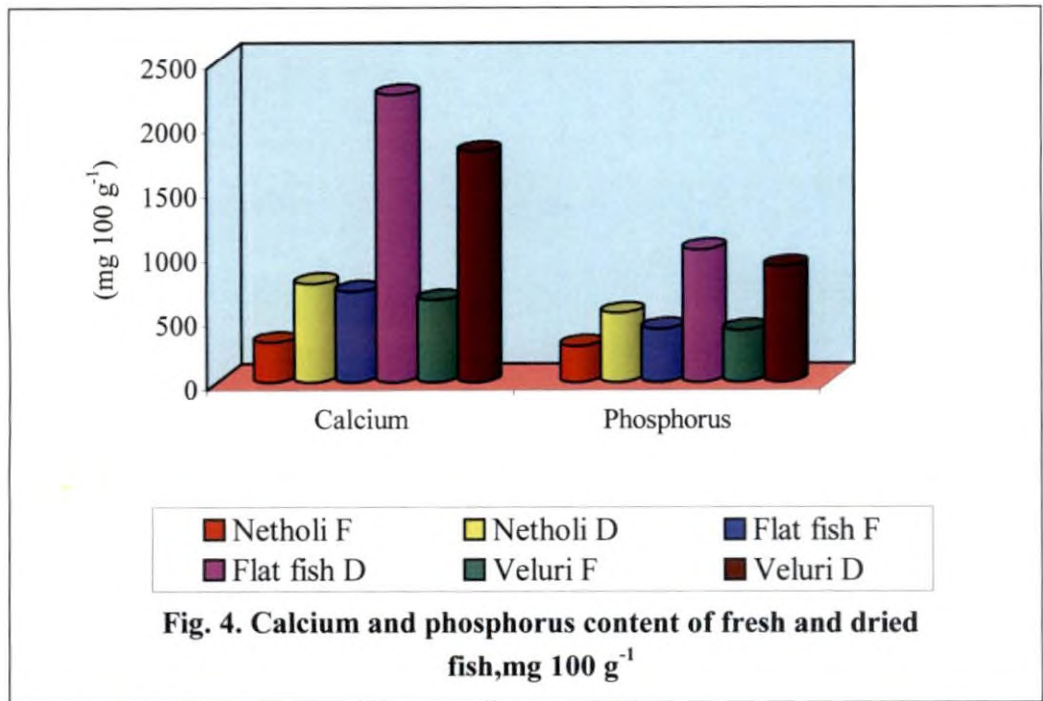 2500
2000
1500
1000
500
0
(mg 100 g⁻¹)
Calcium Phosphorus
Netholi F Netholi D Flat fish F
Flat fish D Veluri F Veluri D
Fig. 4. Calcium and phosphorus content of fresh and dried
fish,mg 100 g⁻¹